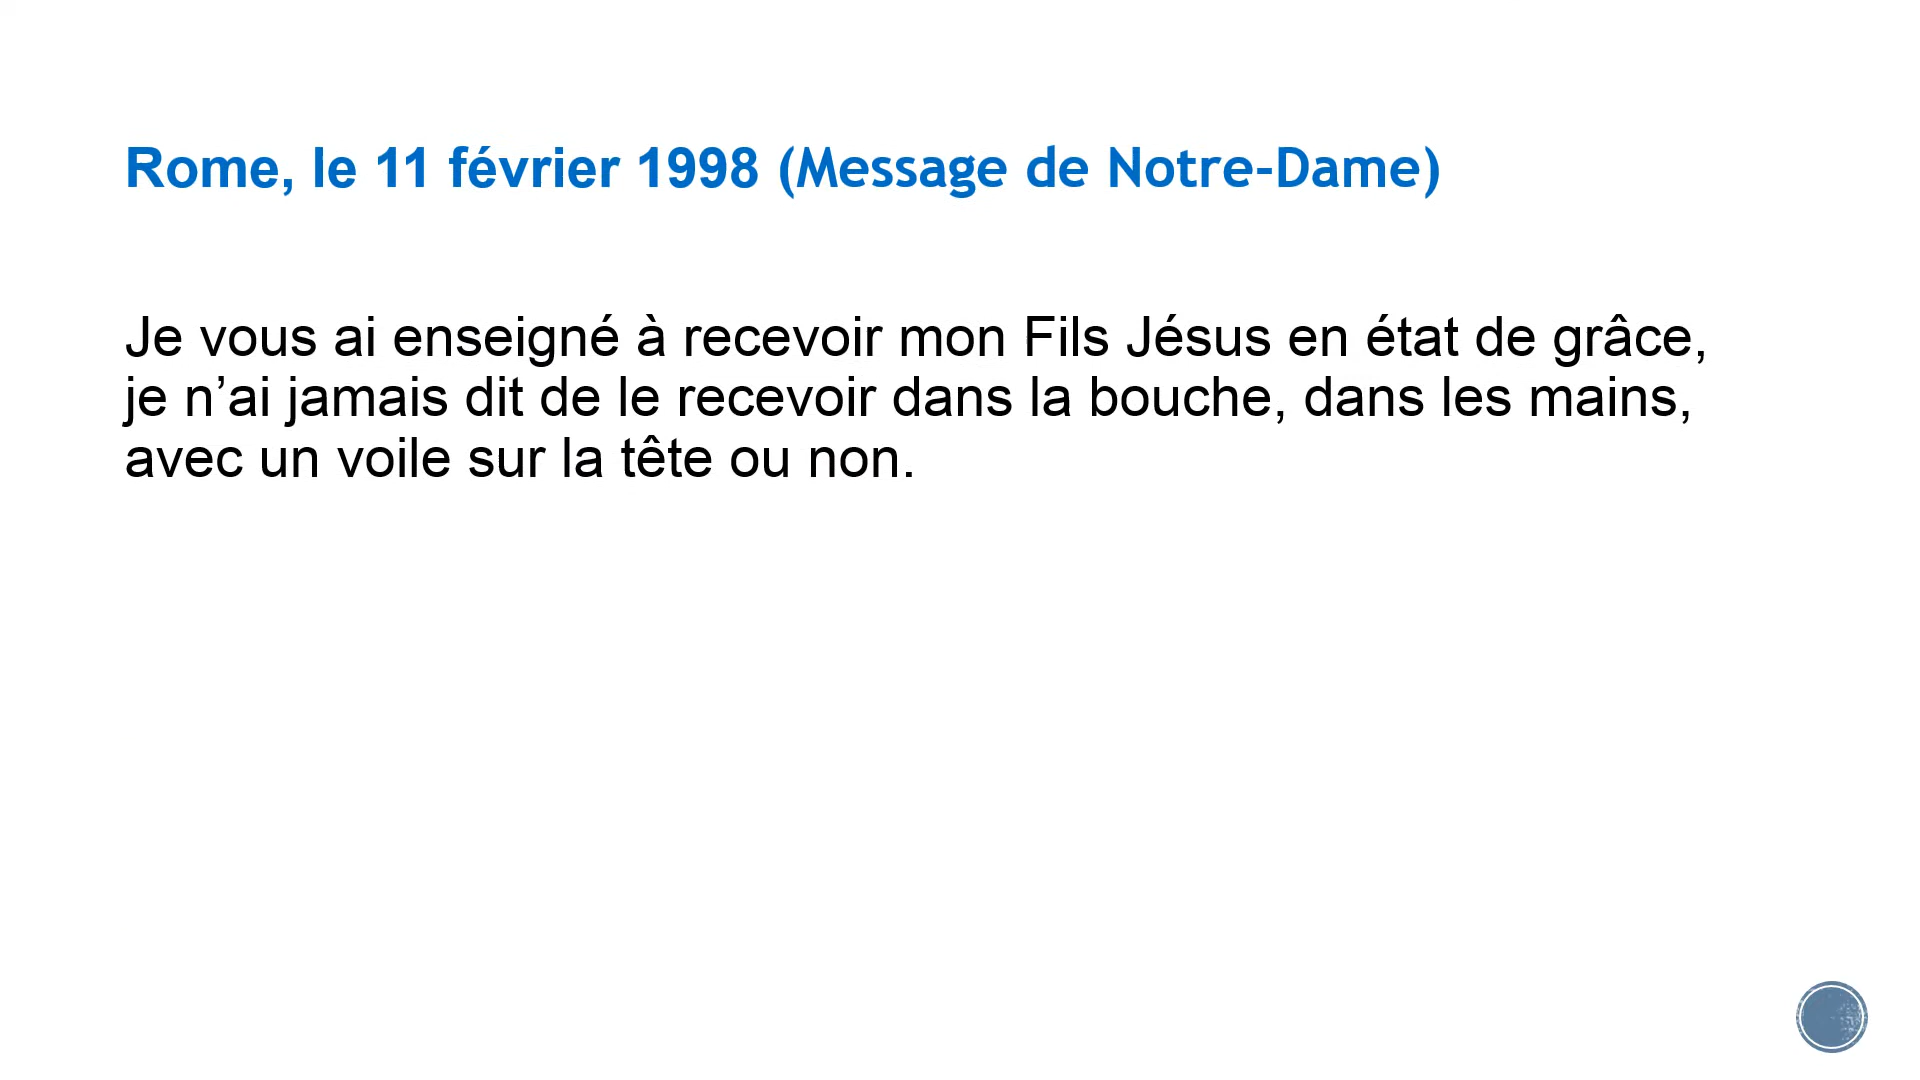 Rome, le 11 février 1998 (Message de Notre-Dame)
Je vous ai enseigné à recevoir mon Fils Jésus en état de grâce,
je n’ai jamais dit de le recevoir dans la bouche, dans les mains,
avec un voile sur la tête ou non.